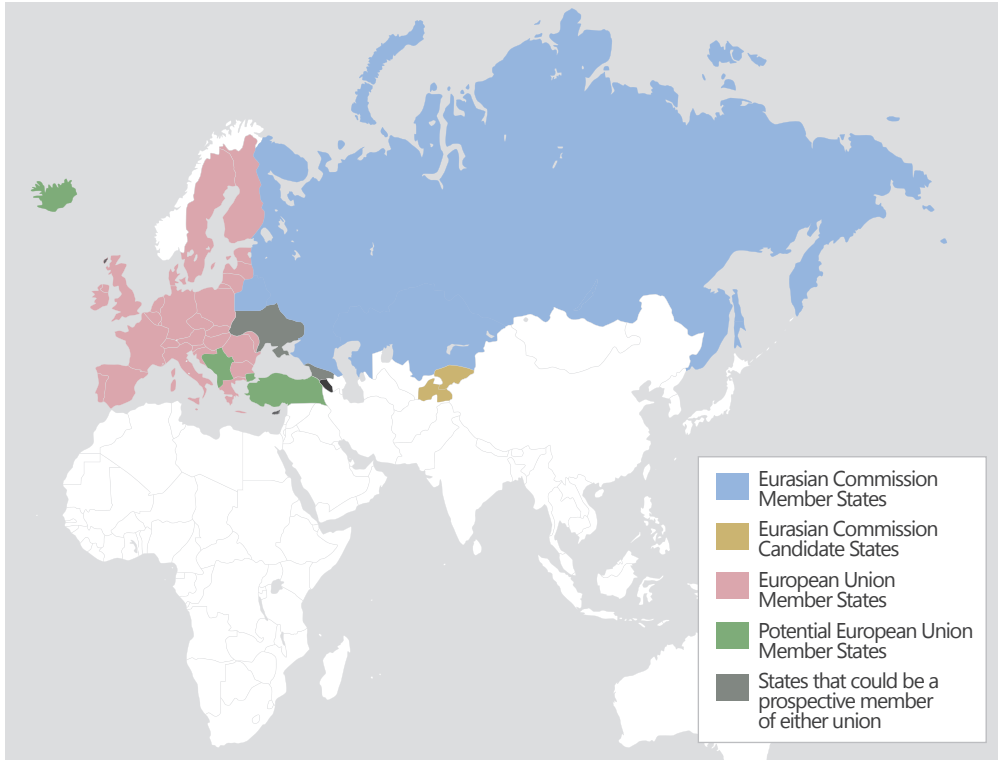 Eurasian Commission
Member States
Eurasian Commission
Candidate States
European Union
Member States
Potential European Union
Member States
States that could be a
prospective member
of either union